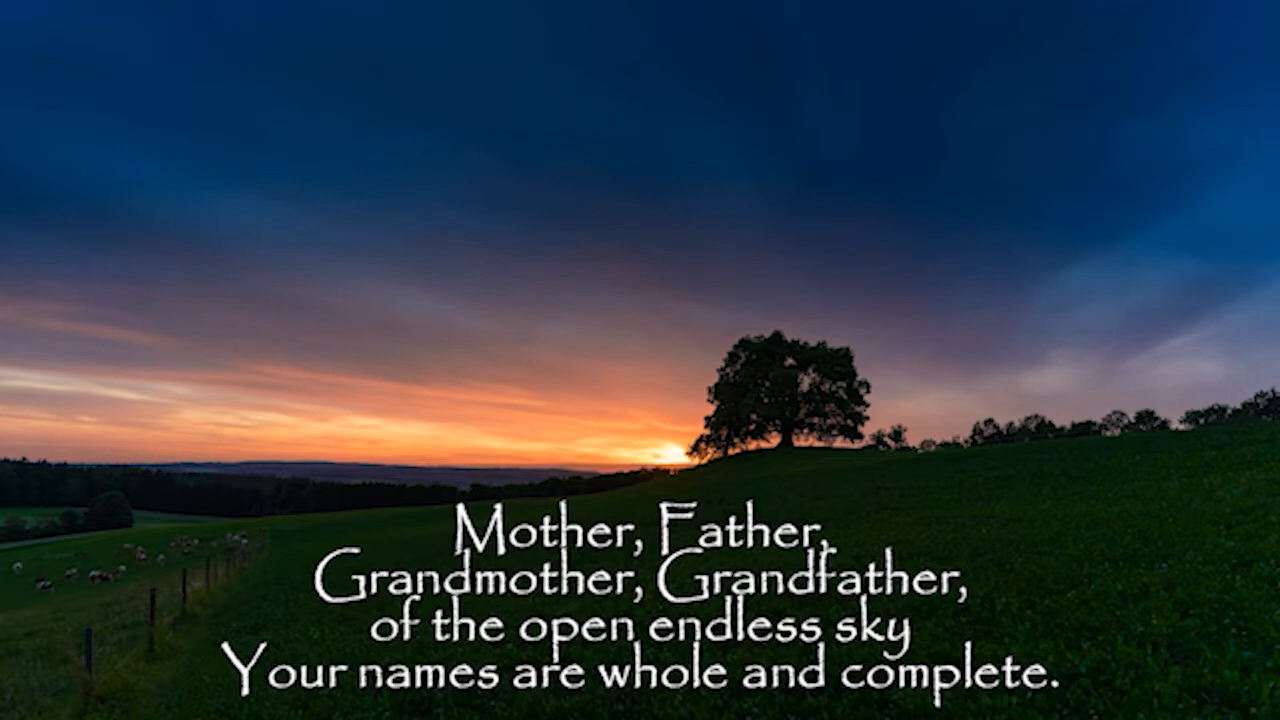 Mother, Father,
Grandmother, Grandfather,
of the open endless sky
Your names are whole and complete.